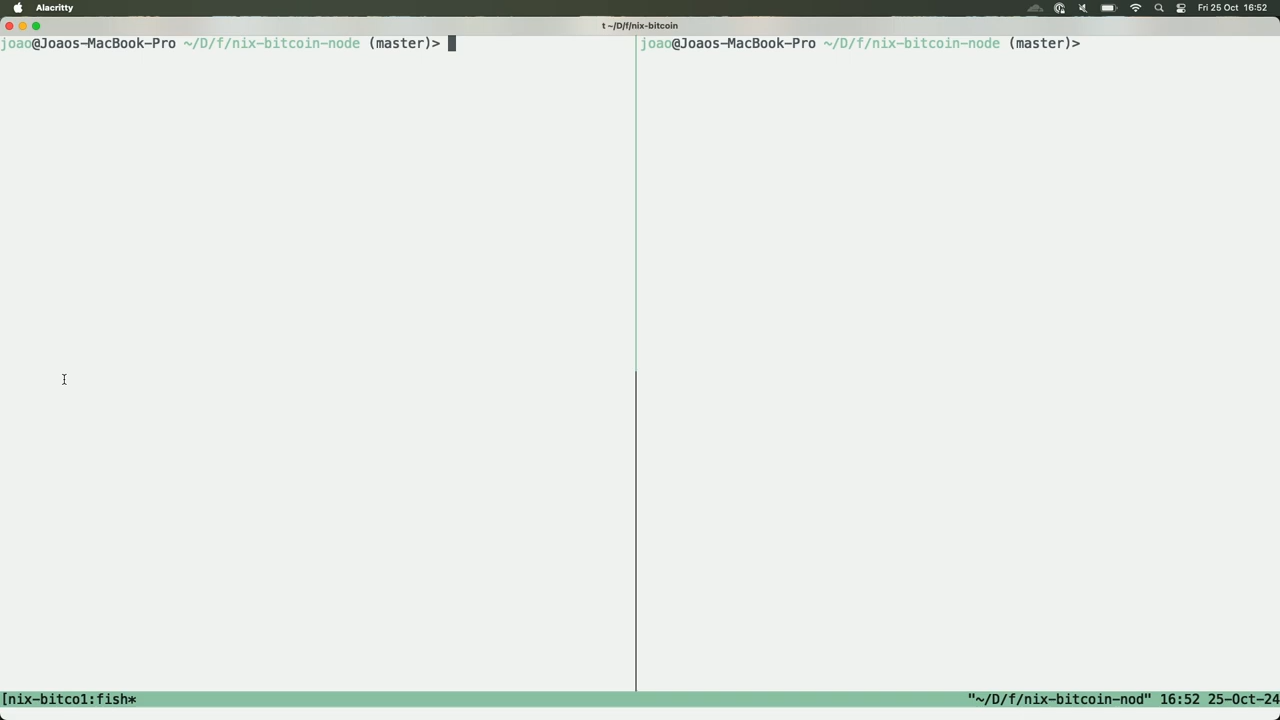 Alacritty
Fri 25 Oct 16:52
t ~/D/f/nix-bitcoin
joao@Joaos-MacBook-Pro ~/D/f/nix-bitcoin-node (master)>
joao@Joaos-MacBook-Pro ~/D/f/nix-bitcoin-node (master)>
[nix-bitco1:fish*
"~/D/f/nix-bitcoin-nod" 16:52 25-Oct-24